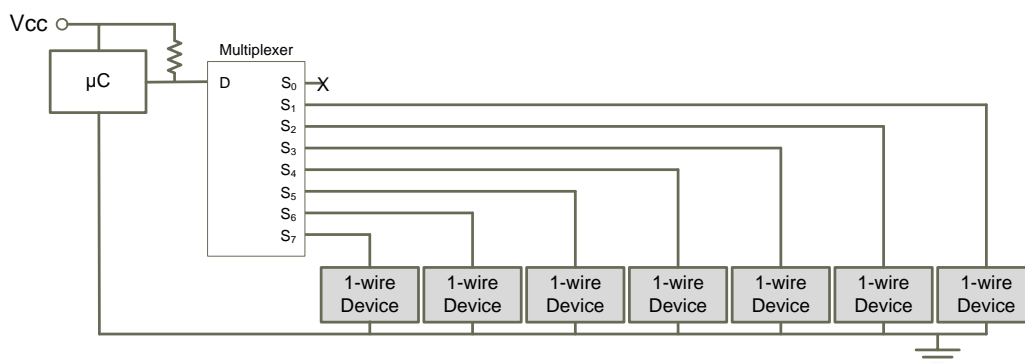 Vcc
Multiplexer
µC
D
S₀
X
S₁
S₂
S₃
S₄
S₅
S₆
S₇
1-wire
Device
1-wire
Device
1-wire
Device
1-wire
Device
1-wire
Device
1-wire
Device
1-wire
Device